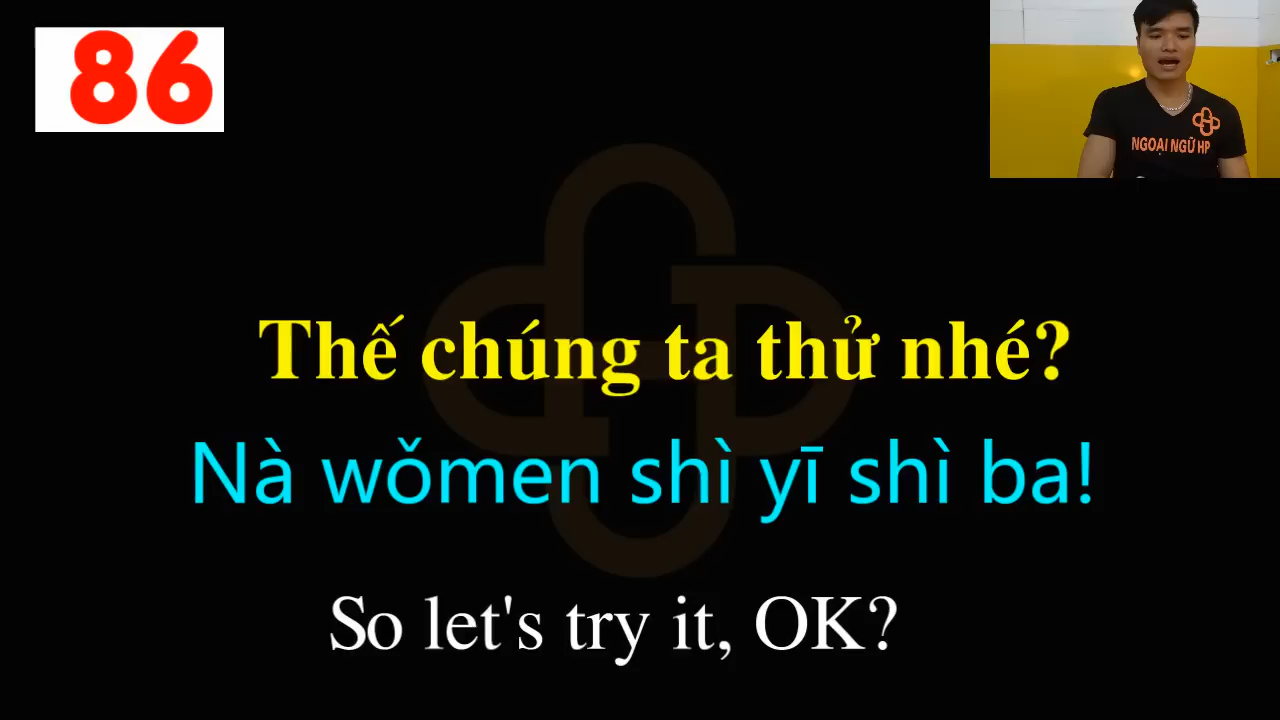 86
NGOẠI NGỮ HP
Thế chúng ta thử nhé?
Nà wǒmen shì yī shì ba!
So let's try it, OK?